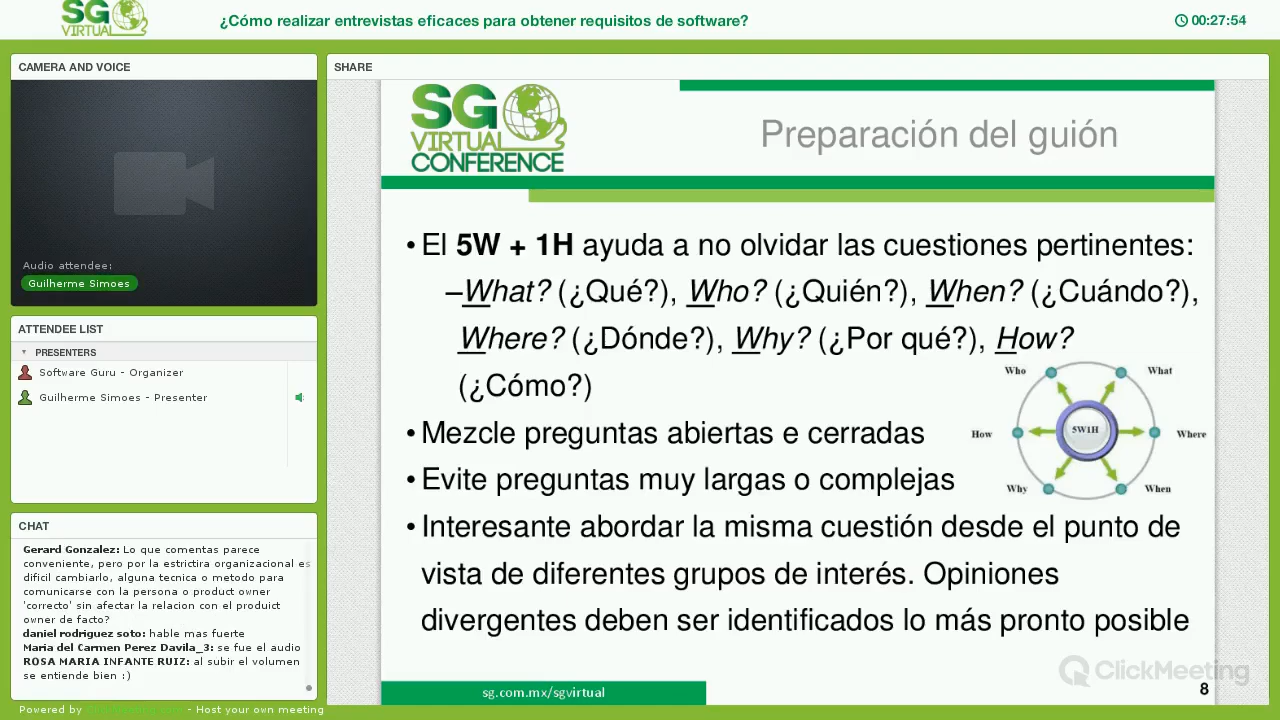 SG
VIRTUAL
¿Cómo realizar entrevistas eficaces para obtener requisitos de software?
00:27:54
CAMERA AND VOICE
Audio attendee:
Guilherme Simoes
ATTENDEE LIST
PRESENTERS
Software Guru - Organizer
Guilherme Simoes - Presenter
CHAT
Gerard Gonzalez: Lo que comentas parece
conveniente, pero por la estrictira organizacional es
dificil cambiarlo, alguna tecnica o metodo para
comunicarse con la persona o product owner
'correcto' sin afectar la relacion con el produict
owner de facto?
daniel rodriguez soto: hable mas fuerte
Maria del Carmen Perez Davila_3: se fue el audio
ROSA MARIA INFANTE RUIZ: al subir el volumen
se entiende bien :)
Powered by - Host your own meeting
SHARE
SG
VIRTUAL
CONFERENCE
Preparación del guión
• El 5W + 1H ayuda a no olvidar las cuestiones pertinentes:
–What? (¿Qué?), Who? (¿Quién?), When? (¿Cuándo?),
Where? (¿Dónde?), Why? (¿Por qué?), How?
(¿Cómo?)
• Mezcle preguntas abiertas e cerradas
• Evite preguntas muy largas o complejas
• Interesante abordar la misma cuestión desde el punto de
vista de diferentes grupos de interés. Opiniones
divergentes deben ser identificados lo más pronto posible
Who
What
How
5W1H
Where
Why
When
ClickMeeting
sg.com.mx/sgvirtual
8